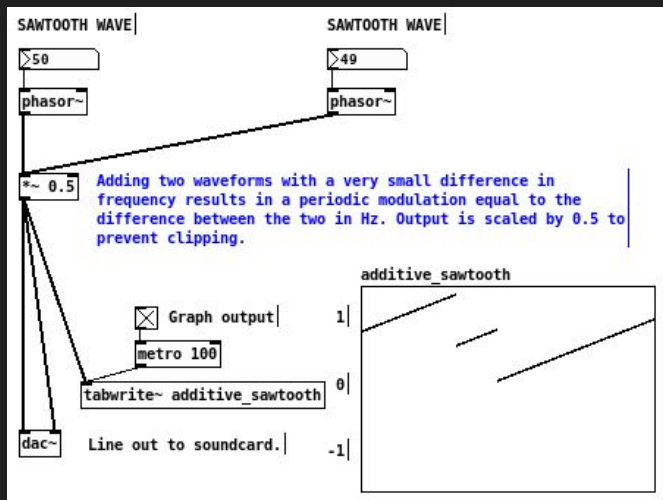 SAWTOOTH WAVE
SAWTOOTH WAVE
50
49
phasor~
phasor~
*~ 0.5
Adding two waveforms with a very small difference in
frequency results in a periodic modulation equal to the
difference between the two in Hz. Output is scaled by 0.5 to
prevent clipping.
additive_sawtooth
Graph output
1
metro 100
0
tabwrite~ additive_sawtooth
dac~
Line out to soundcard.
-1